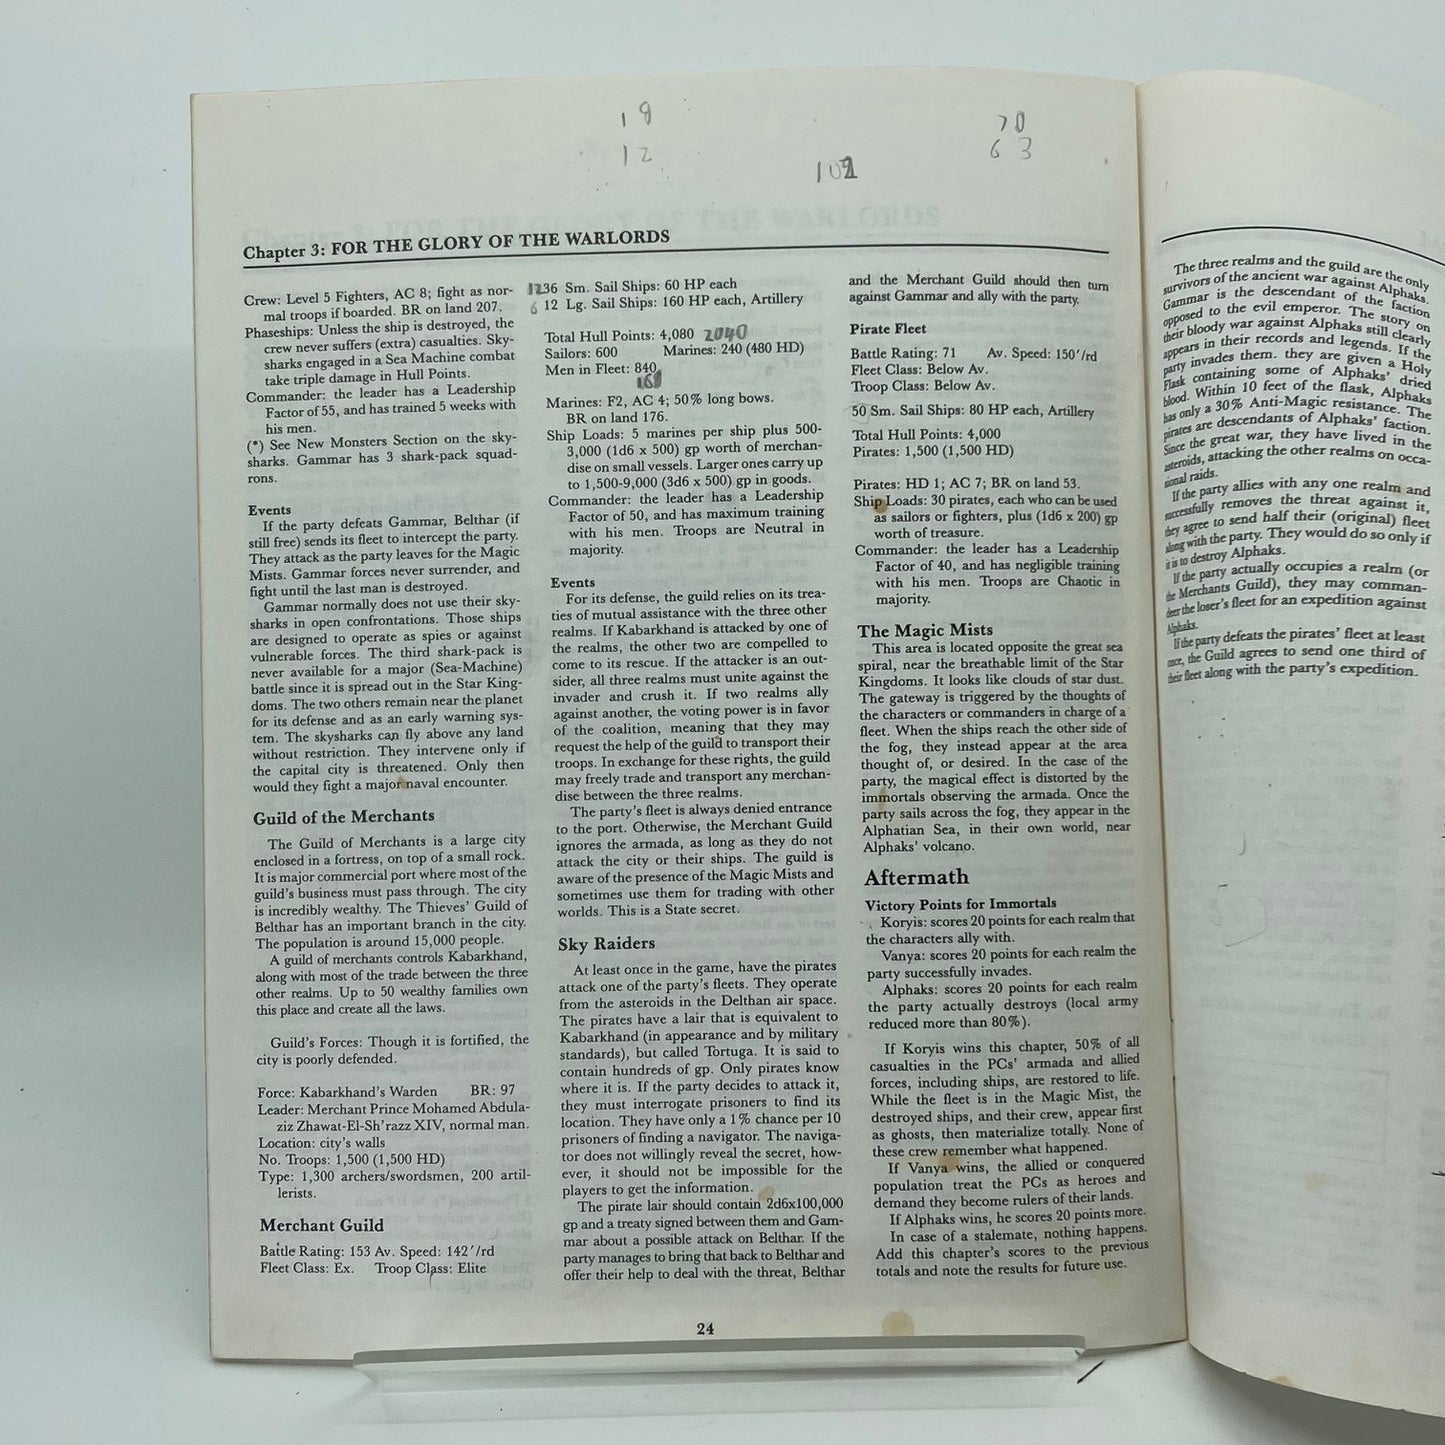 19
12
102
70
63
Chapter 3: FOR THE GLORY OF THE WARLORDS
Crew: Level 5 Fighters, AC 8; fight as nor-
mal troops if boarded. BR on land 207.
Phaseships: Unless the ship is destroyed, the
crew never suffers (extra) casualties. Sky-
sharks engaged in a Sea Machine combat
take triple damage in Hull Points.
Commander: the leader has a Leadership
Factor of 55, and has trained 5 weeks with
his men.
(*) See New Monsters Section on the sky-
sharks. Gammar has 3 shark-pack squad-
rons.
Events
If the party defeats Gammar, Belthar (if
still free) sends its fleet to intercept the party.
They attack as the party leaves for the Magic
Mists. Gammar forces never surrender, and
fight until the last man is destroyed.
Gammar normally does not use their sky-
sharks in open confrontations. Those ships
are designed to operate as spies or against
vulnerable forces. The third shark-pack is
never available for a major (Sea-Machine)
battle since it is spread out in the Star King-
doms. The two others remain near the planet
for its defense and as an early warning sys-
tem. The skysharks can fly above any land
without restriction. They intervene only if
the capital city is threatened. Only then
would they fight a major naval encounter.
Guild of the Merchants
The Guild of Merchants is a large city
enclosed in a fortress, on top of a small rock.
It is major commercial port where most of the
guild's business must pass through. The city
is incredibly wealthy. The Thieves' Guild of
Belthar has an important branch in the city.
The population is around 15,000 people.
A guild of merchants controls Kabarkhand,
along with most of the trade between the three
other realms. Up to 50 wealthy families own
this place and create all the laws.
Guild's Forces: Though it is fortified, the
city is poorly defended.
Force: Kabarkhand's Warden BR: 97
Leader: Merchant Prince Mohamed Abdula-
ziz Zhawat-El-Sh'razz XIV, normal man.
Location: city's walls
No. Troops: 1,500 (1,500 HD)
Type: 1,300 archers/swordsmen, 200 artil-
lerists.
Merchant Guild
Battle Rating: 153 Av. Speed: 142'/rd
Fleet Class: Ex. Troop Class: Elite
12 36 Sm. Sail Ships: 60 HP each
6 12 Lg. Sail Ships: 160 HP each, Artillery
Total Hull Points: 4,080 2040
Sailors: 600 Marines: 240 (480 HD)
Men in Fleet: 840
Marines: F2, AC 4; 50% long bows.
BR on land 176.
Ship Loads: 5 marines per ship plus 500-
3,000 (1d6 x 500) gp worth of merchan-
dise on small vessels. Larger ones carry up
to 1,500-9,000 (3d6 x 500) gp in goods.
Commander: the leader has a Leadership
Factor of 50, and has maximum training
with his men. Troops are Neutral in
majority.
Events
For its defense, the guild relies on its trea-
ties of mutual assistance with the three other
realms. If Kabarkhand is attacked by one of
the realms, the other two are compelled to
come to its rescue. If the attacker is an out-
sider, all three realms must unite against the
invader and crush it. If two realms ally
against another, the voting power is in favor
of the coalition, meaning that they may
request the help of the guild to transport their
troops. In exchange for these rights, the guild
may freely trade and transport any merchan-
dise between the three realms.
The party's fleet is always denied entrance
to the port. Otherwise, the Merchant Guild
ignores the armada, as long as they do not
attack the city or their ships. The guild is
aware of the presence of the Magic Mists and
sometimes use them for trading with other
worlds. This is a State secret.
Sky Raiders
At least once in the game, have the pirates
attack one of the party's fleets. They operate
from the asteroids in the Delthan air space.
The pirates have a lair that is equivalent to
Kabarkhand (in appearance and by military
standards), but called Tortuga. It is said to
contain hundreds of gp. Only pirates know
where it is. If the party decides to attack it,
they must interrogate prisoners to find its
location. They have only a 1% chance per 10
prisoners of finding a navigator. The naviga-
tor does not willingly reveal the secret, how-
ever, it should not be impossible for the
players to get the information.
The pirate lair should contain 2d6x100,000
gp and a treaty signed between them and Gam-
mar about a possible attack on Belthar. If the
party manages to bring that back to Belthar and
offer their help to deal with the threat, Belthar
and the Merchant Guild should then turn
against Gammar and ally with the party.
Pirate Fleet
Battle Rating: 71 Av. Speed: 150'/rd
Fleet Class: Below Av.
Troop Class: Below Av.
50 Sm. Sail Ships: 80 HP each, Artillery
Total Hull Points: 4,000
Pirates: 1,500 (1,500 HD)
Pirates: HD 1; AC 7; BR on land 53.
Ship Loads: 30 pirates, each who can be used
as sailors or fighters, plus (1d6 x 200) gp
worth of treasure.
Commander: the leader has a Leadership
Factor of 40, and has negligible training
with his men. Troops are Chaotic in
majority.
The Magic Mists
This area is located opposite the great sea
spiral, near the breathable limit of the Star
Kingdoms. It looks like clouds of star dust.
The gateway is triggered by the thoughts of
the characters or commanders in charge of a
fleet. When the ships reach the other side of
the fog, they instead appear at the area
thought of, or desired. In the case of the
party, the magical effect is distorted by the
immortals observing the armada. Once the
party sails across the fog, they appear in the
Alphatian Sea, in their own world, near
Alphaks' volcano.
Aftermath
Victory Points for Immortals
Koryis: scores 20 points for each realm that
the characters ally with.
Vanya: scores 20 points for each realm the
party successfully invades.
Alphaks: scores 20 points for each realm
the party actually destroys (local army
reduced more than 80%).
If Koryis wins this chapter, 50% of all
casualties in the PCs' armada and allied
forces, including ships, are restored to life.
While the fleet is in the Magic Mist, the
destroyed ships, and their crew, appear first
as ghosts, then materialize totally. None of
these crew remember what happened.
If Vanya wins, the allied or conquered
population treat the PCs as heroes and
demand they become rulers of their lands.
If Alphaks wins, he scores 20 points more.
In case of a stalemate, nothing happens.
Add this chapter's scores to the previous
totals and note the results for future use.
24
The three realms and the guild are the only
survivors of the ancient war against Alphaks.
Gammar is the descendant of the faction
opposed to the evil emperor. The story on
their bloody war against Alphaks still clearly
appears in their records and legends. If the
party invades them. they are given a Holy
Flask containing some of Alphaks' dried
blood. Within 10 feet of the flask, Alphaks
has only a 30% Anti-Magic resistance. The
pirates are descendants of Alphaks' faction.
Since the great war, they have lived in the
asteroids, attacking the other realms on occa-
sional raids.
If the party allies with any one realm and
successfully removes the threat against it,
they agree to send half their (original) fleet
along with the party. They would do so only if
it is to destroy Alphaks.
If the party actually occupies a realm (or
the Merchants Guild), they may comman-
deer the loser's fleet for an expedition against
Alphaks.
If the party defeats the pirates' fleet at least
once, the Guild agrees to send one third of
their fleet along with the party's expedition.